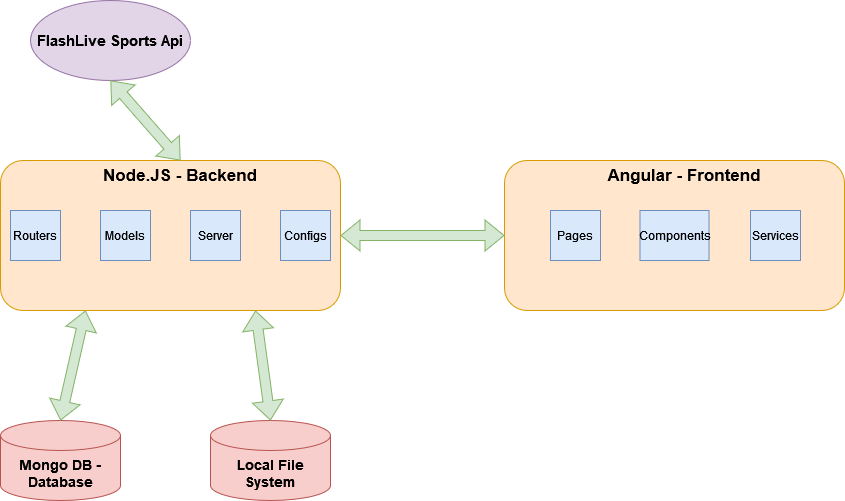 FlashLive Sports Api
Node.JS - Backend
Routers
Models
Server
Configs
Angular - Frontend
Pages
Components
Services
Mongo DB -
Database
Local File
System